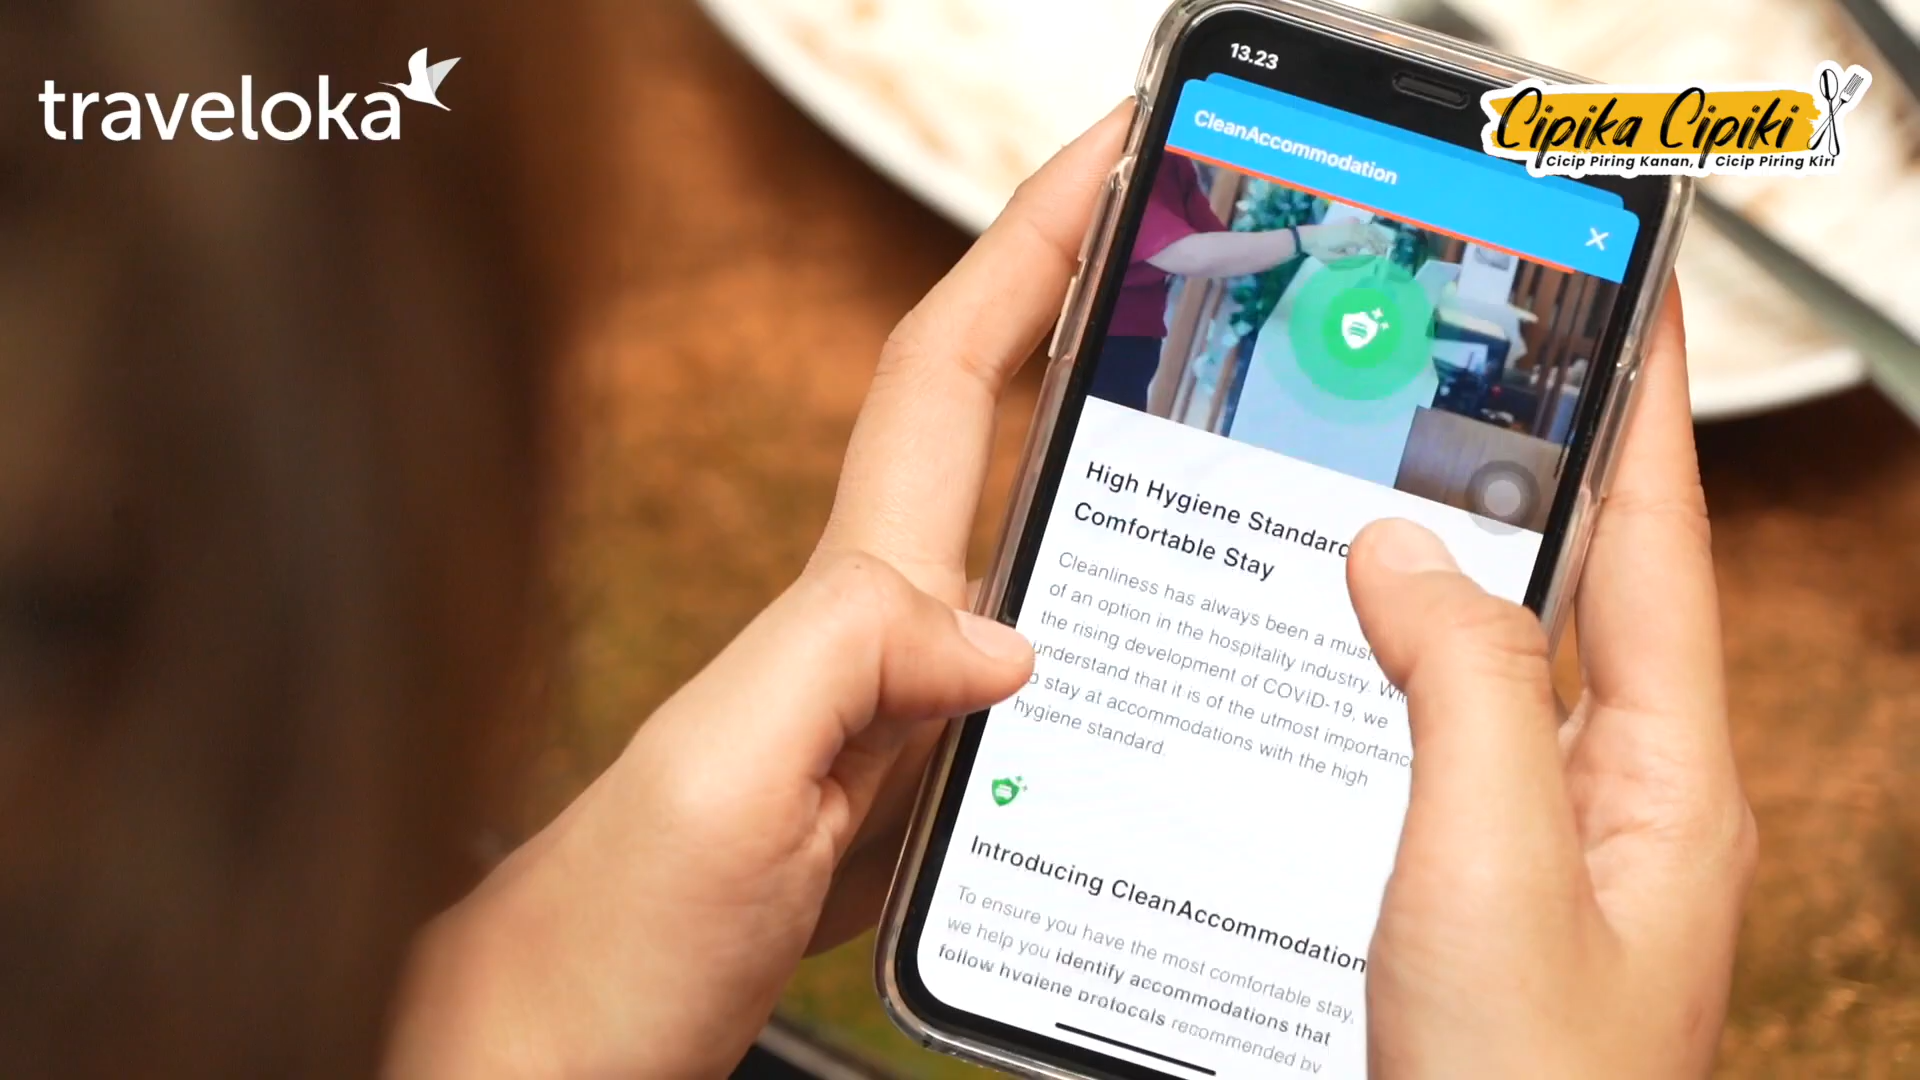 traveloka
Cipika Cipiki
Cicip Piring Kanan, Cicip Piring Kiri
13.23
CleanAccommodation
High Hygiene Standard
Comfortable Stay
Cleanliness has always been a must
of an option in the hospitality industry.
the rising development of COVID-19, we
understand that it is of the utmost importance
stay at accommodations with the high
hygiene standard.
Introducing CleanAccommodation
To ensure you have the most comfortable stay,
we help you identify accommodations that
follow hygiene protocols recommended by